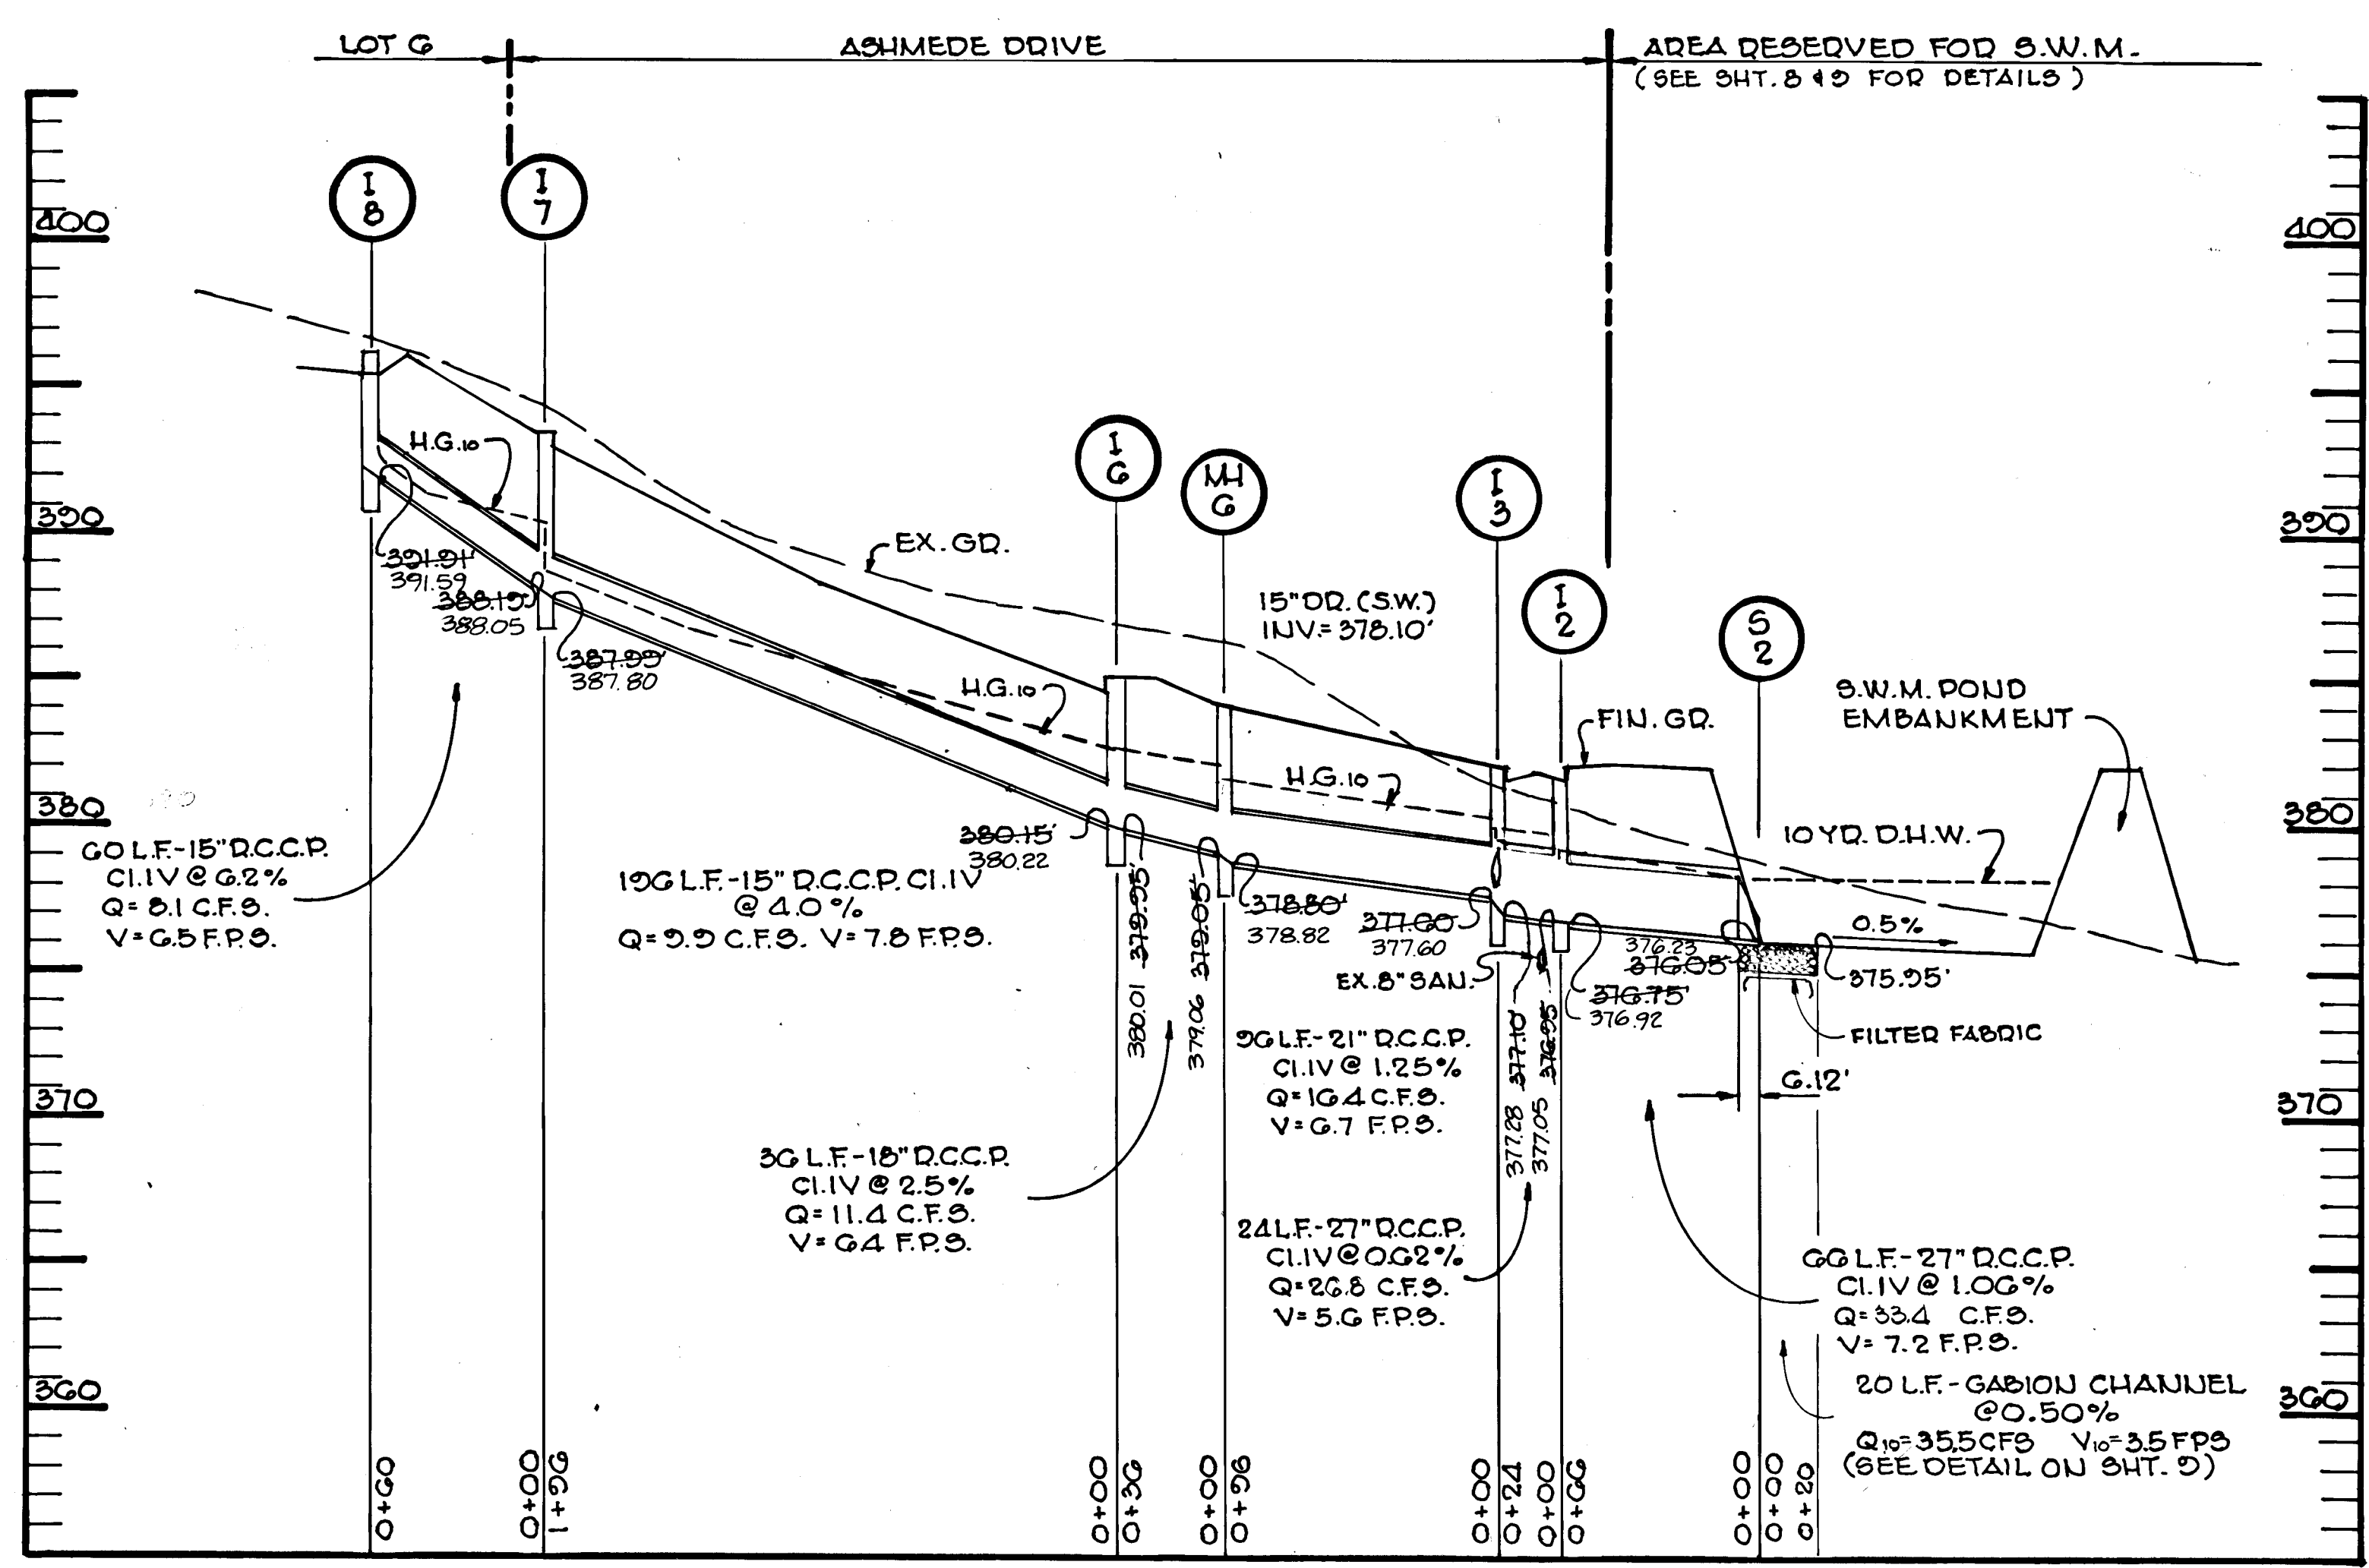 LOT 6
ASHMEDE DRIVE
AREA RESERVED FOR S.W.M.
(SEE SHT. 8 & 9 FOR DETAILS)
I
8
I
7
400
400
I
6
MH
6
I
3
I
2
S
2
H.G.10
390
390
EX. GR.
391.91'
391.59
388.19'
388.05
387.99'
387.80
15" DR. (S.W.)
INV. = 378.10'
H.G.10
H.G.10
FIN. GR.
S.W.M. POND
EMBANKMENT
380
380
10 YR. D.H.W.
380.15'
380.22
60 L.F.-15" R.C.C.P.
Cl. IV @ 6.2%
Q= 8.1 C.F.S.
V= 6.5 F.P.S.
196 L.F.-15" R.C.C.P. Cl. IV
@ 4.0%
Q= 9.9 C.F.S. V= 7.8 F.P.S.
380.01 379.95'
379.06 379.05'
378.80'
378.82
377.60'
377.60
EX. 8" SAN.
377.28 377.10'
377.05 376.95
376.75'
376.92
376.23
376.05'
0.5%
375.95'
FILTER FABRIC
6.12'
370
370
96 L.F.-21" R.C.C.P.
Cl. IV @ 1.25%
Q= 16.4 C.F.S.
V= 6.7 F.P.S.
36 L.F.-18" R.C.C.P.
Cl. IV @ 2.5%
Q= 11.4 C.F.S.
V= 6.4 F.P.S.
24 L.F.-27" R.C.C.P.
Cl. IV @ 0.62%
Q= 26.8 C.F.S.
V= 5.6 F.P.S.
66 L.F.-27" R.C.C.P.
Cl. IV @ 1.06%
Q= 33.4 C.F.S.
V= 7.2 F.P.S.
20 L.F.-GABION CHANNEL
@ 0.50%
Q10= 35.5 CFS V10= 3.5 FPS
(SEE DETAIL ON SHT. 9)
360
360
0+60
0+00
1+96
0+00
0+36
0+00
0+96
0+00
0+24
0+00
0+66
0+00
0+00
0+20